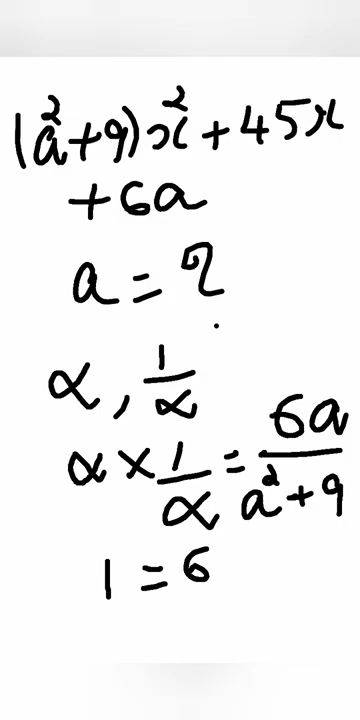 (a²+9)x²+45x
+6a
a = ?
α, 1/α
α × 1/α = 6a/a²+9
1 = 6